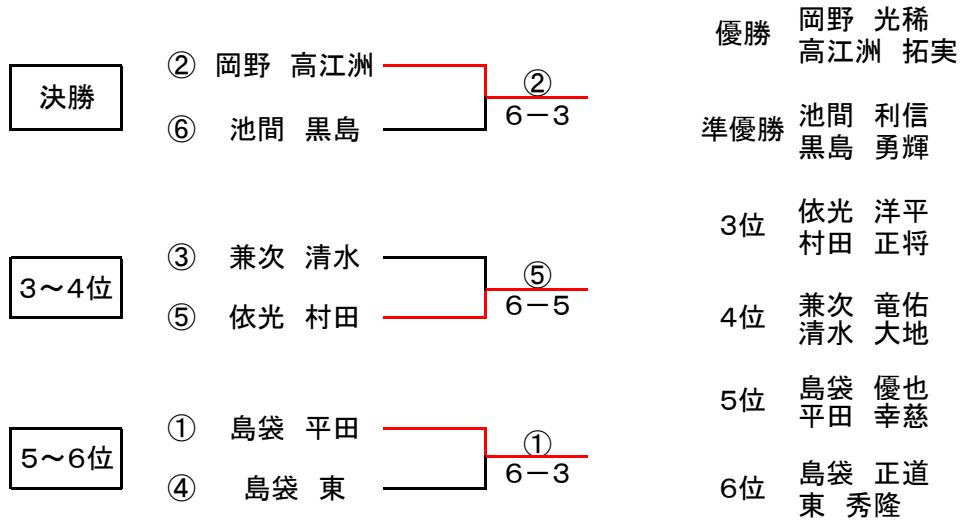 決勝
② 岡野 高江洲
⑥ 池間 黒島
②
6-3
3～4位
③ 兼次 清水
⑤ 依光 村田
⑤
6-5
5～6位
① 島袋 平田
④ 島袋 東
①
6-3
優勝 岡野 光稀
高江洲 拓実
準優勝 池間 利信
黒島 勇輝
3位 依光 洋平
村田 正将
4位 兼次 竜佑
清水 大地
5位 島袋 優也
平田 幸慈
6位 島袋 正道
東 秀隆